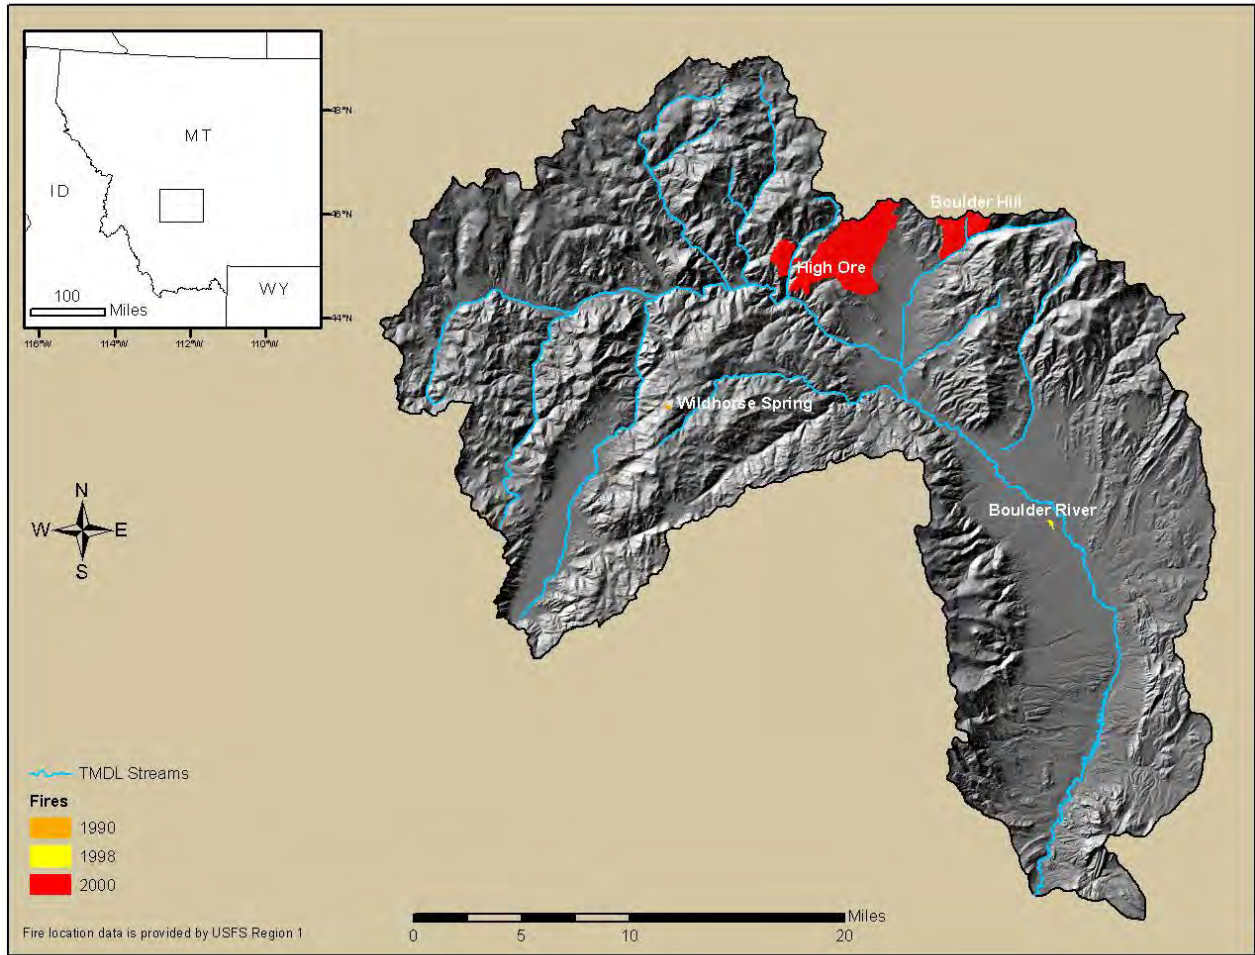 MT
ID
WY
100
Miles
48°N
46°N
44°N
116°W
114°W
112°W
110°W
Boulder Hill
High Ore
Wildhorse Spring
Boulder River
N
W
E
S
TMDL Streams
Fires
1990
1998
2000
Fire location data is provided by USFS Region 1
Miles
0
5
10
20